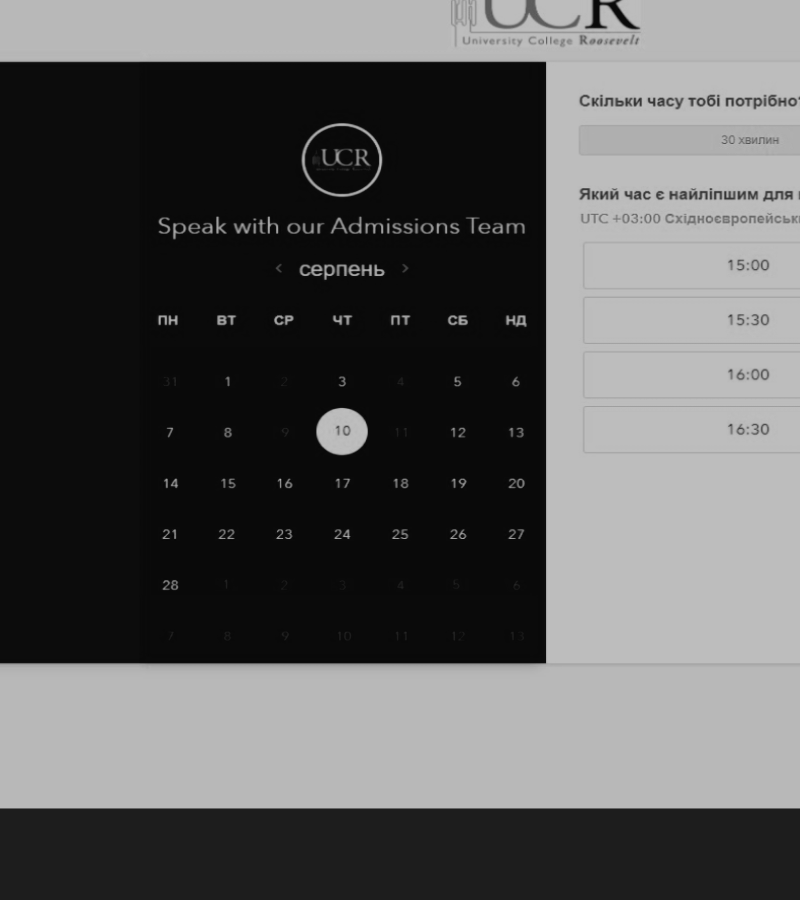 UCR
University College Roosevelt
UCR
Speak with our Admissions Team
< серпень >
ПН ВТ СР ЧТ ПТ СБ НД
31 1 2 3 4 5 6
7 8 9 10 11 12 13
14 15 16 17 18 19 20
21 22 23 24 25 26 27
28 1 2 3 4 5 6
7 8 9 10 11 12 13
Скільки часу тобі потрібно?
30 хвилин
Який час є найліпшим для
UTC +03:00
15:00
15:30
16:00
16:30